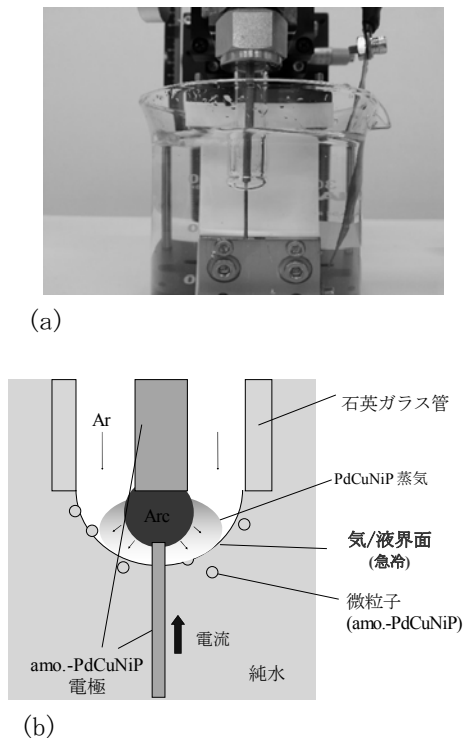 (a)
Ar
石英ガラス管
PdCuNiP 蒸気
Arc
気/液界面
(急冷)
微粒子
(amo.-PdCuNiP)
電流
amo.-PdCuNiP
電極
純水
(b)